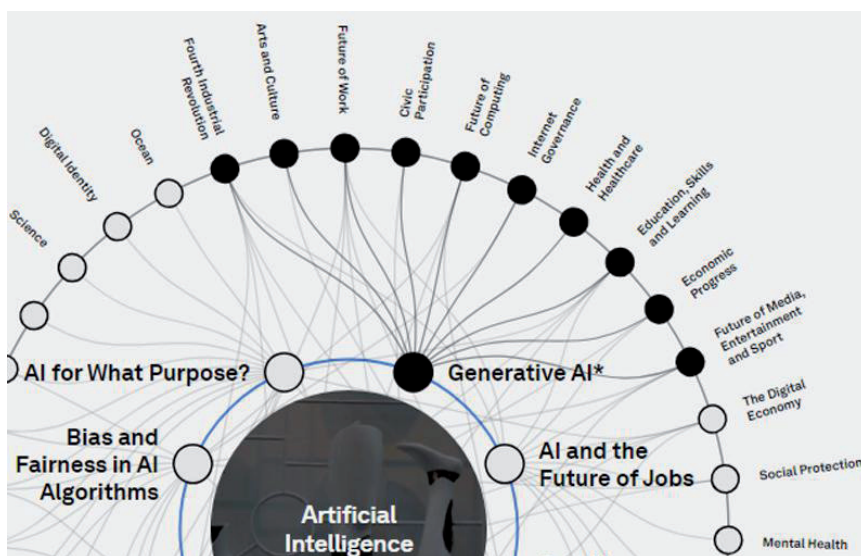 Science
Digital Identity
Ocean
Fourth Industrial
Revolution
Arts and Culture
Future of Work
Civic
Participation
Future of
Computing
Internet
Governance
Health and
Healthcare
Education, Skills
and Learning
Economic
Progress
Future of Media,
Entertainment
and Sport
The Digital
Economy
Social Protection
Mental Health
AI for What Purpose?
Generative AI*
Bias and
Fairness in AI
Algorithms
AI and the
Future of Jobs
Artificial
Intelligence